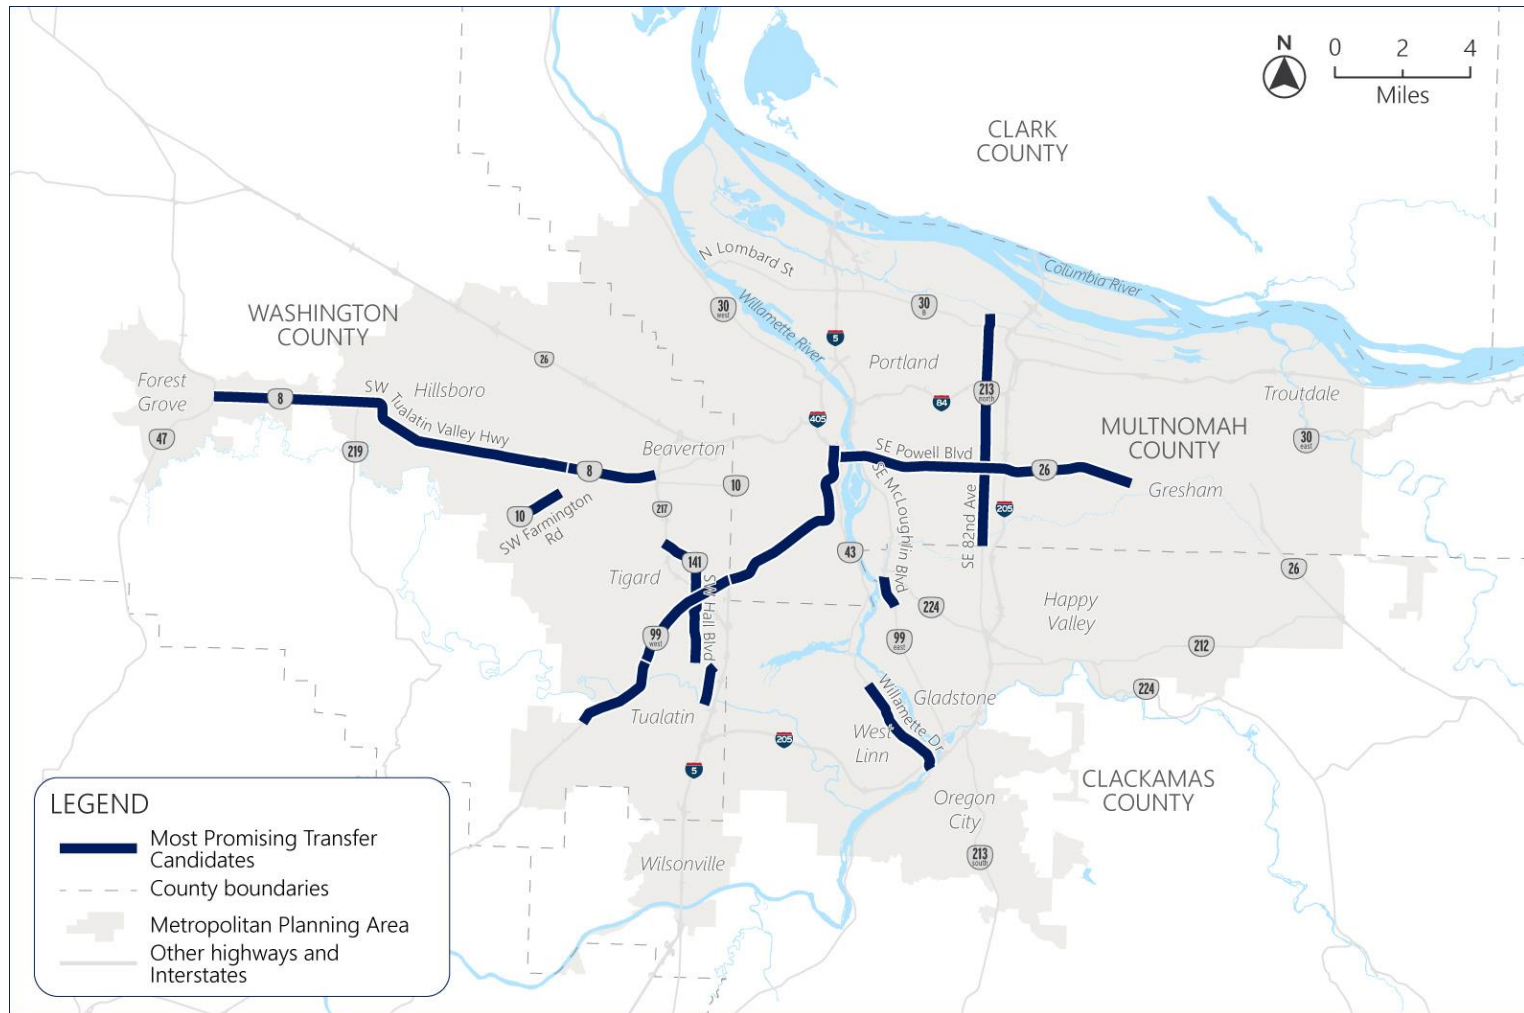 N
0 2 4
Miles
CLARK
COUNTY
Columbia River
N Lombard St
30
west
Willamette River
30
B
5
Portland
WASHINGTON
COUNTY
26
Forest
Grove
Hillsboro
8
SW Tualatin Valley Hwy
47
219
405
84
213
north
Troutdale
MULTNOMAH
COUNTY
30
east
Beaverton
SE Powell Blvd
8
10
26
Gresham
10
SW Farmington
Rd
217
SE McLoughlin Blvd
SE 82nd Ave
205
43
Tigard
141
SW Hall Blvd
26
224
Happy
Valley
99
west
99
east
212
224
Willamette Dr
Gladstone
Tualatin
West
Linn
205
5
CLACKAMAS
COUNTY
Oregon
City
213
south
Wilsonville
LEGEND
Most Promising Transfer
Candidates
County boundaries
Metropolitan Planning Area
Other highways and
Interstates